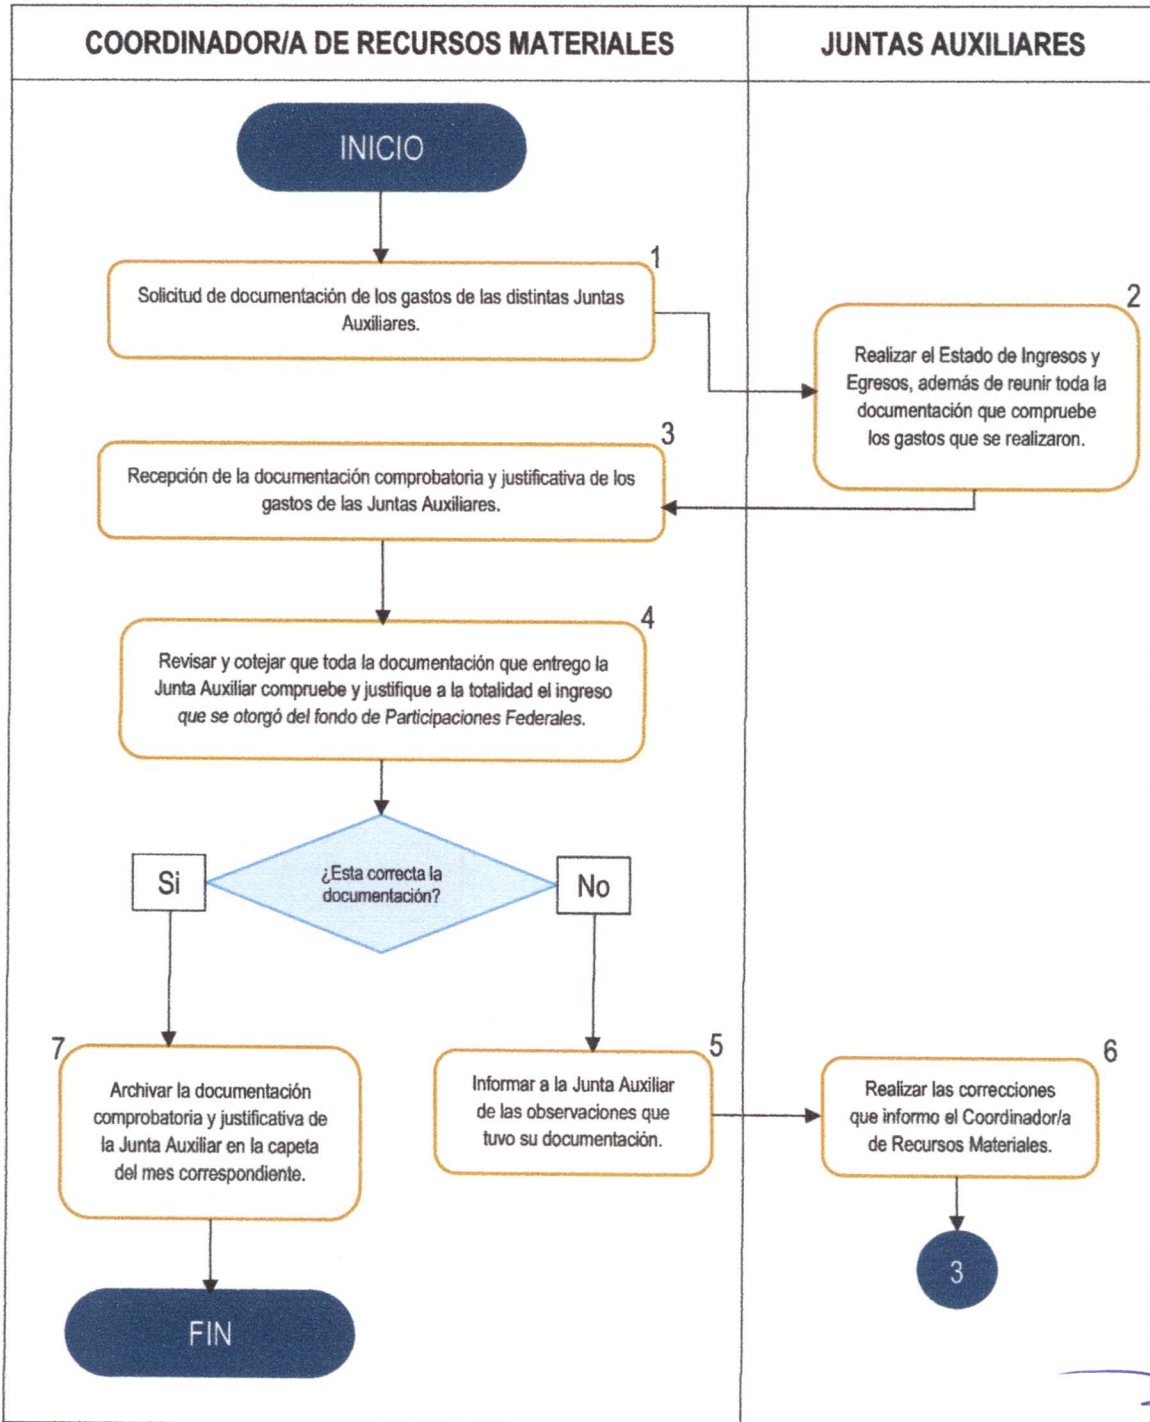 COORDINADOR/A DE RECURSOS MATERIALES
JUNTAS AUXILIARES
INICIO
1
Solicitud de documentación de los gastos de las distintas Juntas
Auxiliares.
2
Realizar el Estado de Ingresos y
Egresos, además de reunir toda la
documentación que compruebe
los gastos que se realizaron.
3
Recepción de la documentación comprobatoria y justificativa de los
gastos de las Juntas Auxiliares.
4
Revisar y cotejar que toda la documentación que entrego la
Junta Auxiliar compruebe y justifique a la totalidad el ingreso
que se otorgó del fondo de Participaciones Federales.
¿Esta correcta la
documentación?
Si
No
7
Archivar la documentación
comprobatoria y justificativa de
la Junta Auxiliar en la capeta
del mes correspondiente.
5
Informar a la Junta Auxiliar
de las observaciones que
tuvo su documentación.
6
Realizar las correcciones
que informo el Coordinador/a
de Recursos Materiales.
3
FIN